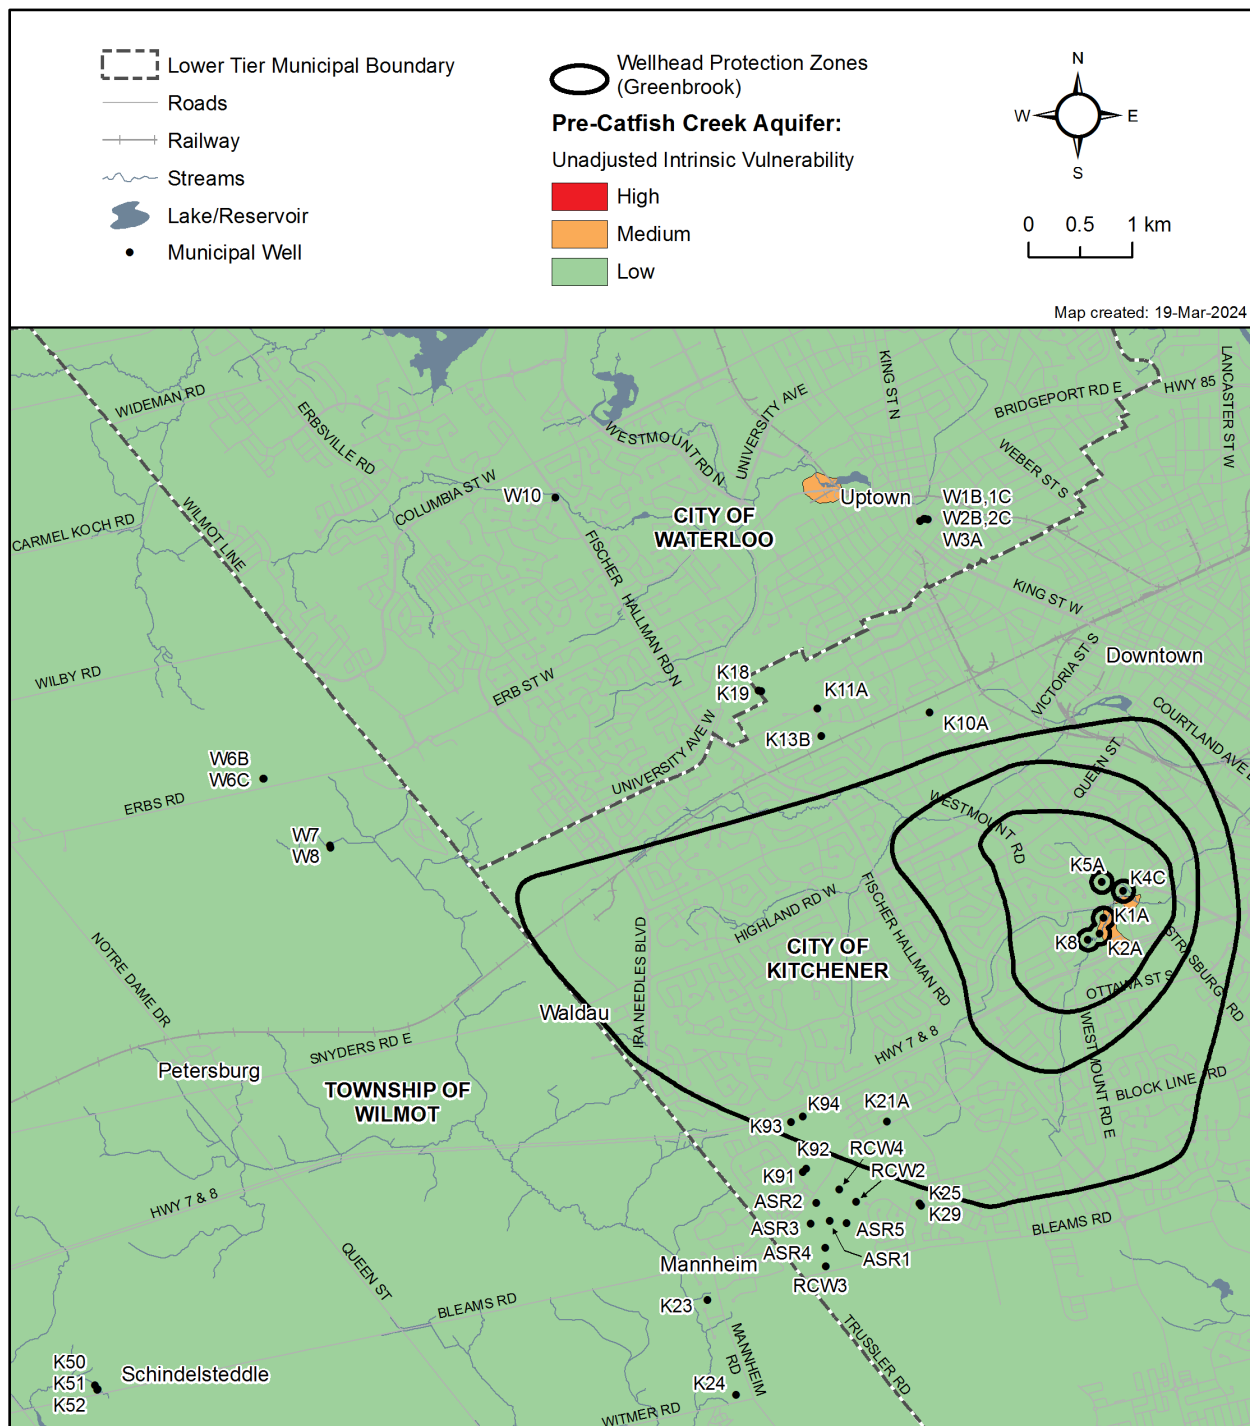 Lower Tier Municipal Boundary
Roads
Railway
Streams
Lake/Reservoir
Municipal Well
Wellhead Protection Zones
(Greenbrook)
Pre-Catfish Creek Aquifer:
Unadjusted Intrinsic Vulnerability
High
Medium
Low
N
W
E
S
0 0.5 1 km
Map created: 19-Mar-2024
WIDEMAN RD
ERBSVILLE RD
WESTMOUNT RD N
UNIVERSITY AVE
KING ST N
BRIDGEPORT RD E
HWY 85
LANCASTER ST W
WEBER ST S
COLUMBIA ST W
W10
Uptown
W1B,1C
W2B,2C
W3A
CITY OF
WATERLOO
CARMEL KOCH RD
WILMOT LINE
FISCHER HALLMAN RD N
KING ST W
VICTORIA ST S
Downtown
WILBY RD
ERB ST W
K18
K19
K11A
K10A
K13B
COURTLAND AVE E
UNIVERSITY AVE W
QUEEN ST
W6B
W6C
ERBS RD
WESTMOUNT RD
W7
W8
K5A
K4C
K1A
K8
K2A
HIGHLAND RD W
FISCHER HALLMAN RD
CITY OF
KITCHENER
STRASBURG RD
OTTAWA ST S
NOTRE DAME DR
IRA NEEDLES BLVD
Waldau
SNYDERS RD E
HWY 7 & 8
WESTMOUNT RD E
BLOCK LINE RD
Petersburg
TOWNSHIP OF
WILMOT
K94
K21A
K93
K92
RCW4
RCW2
K91
ASR2
K25
K29
HWY 7 & 8
ASR3
ASR5
BLEAMS RD
ASR4
ASR1
Mannheim
RCW3
QUEEN ST
BLEAMS RD
K23
MANNHEIM
RD
TRUSSLER RD
K50
K51
K52
Schindelsteddle
K24
WITMER RD